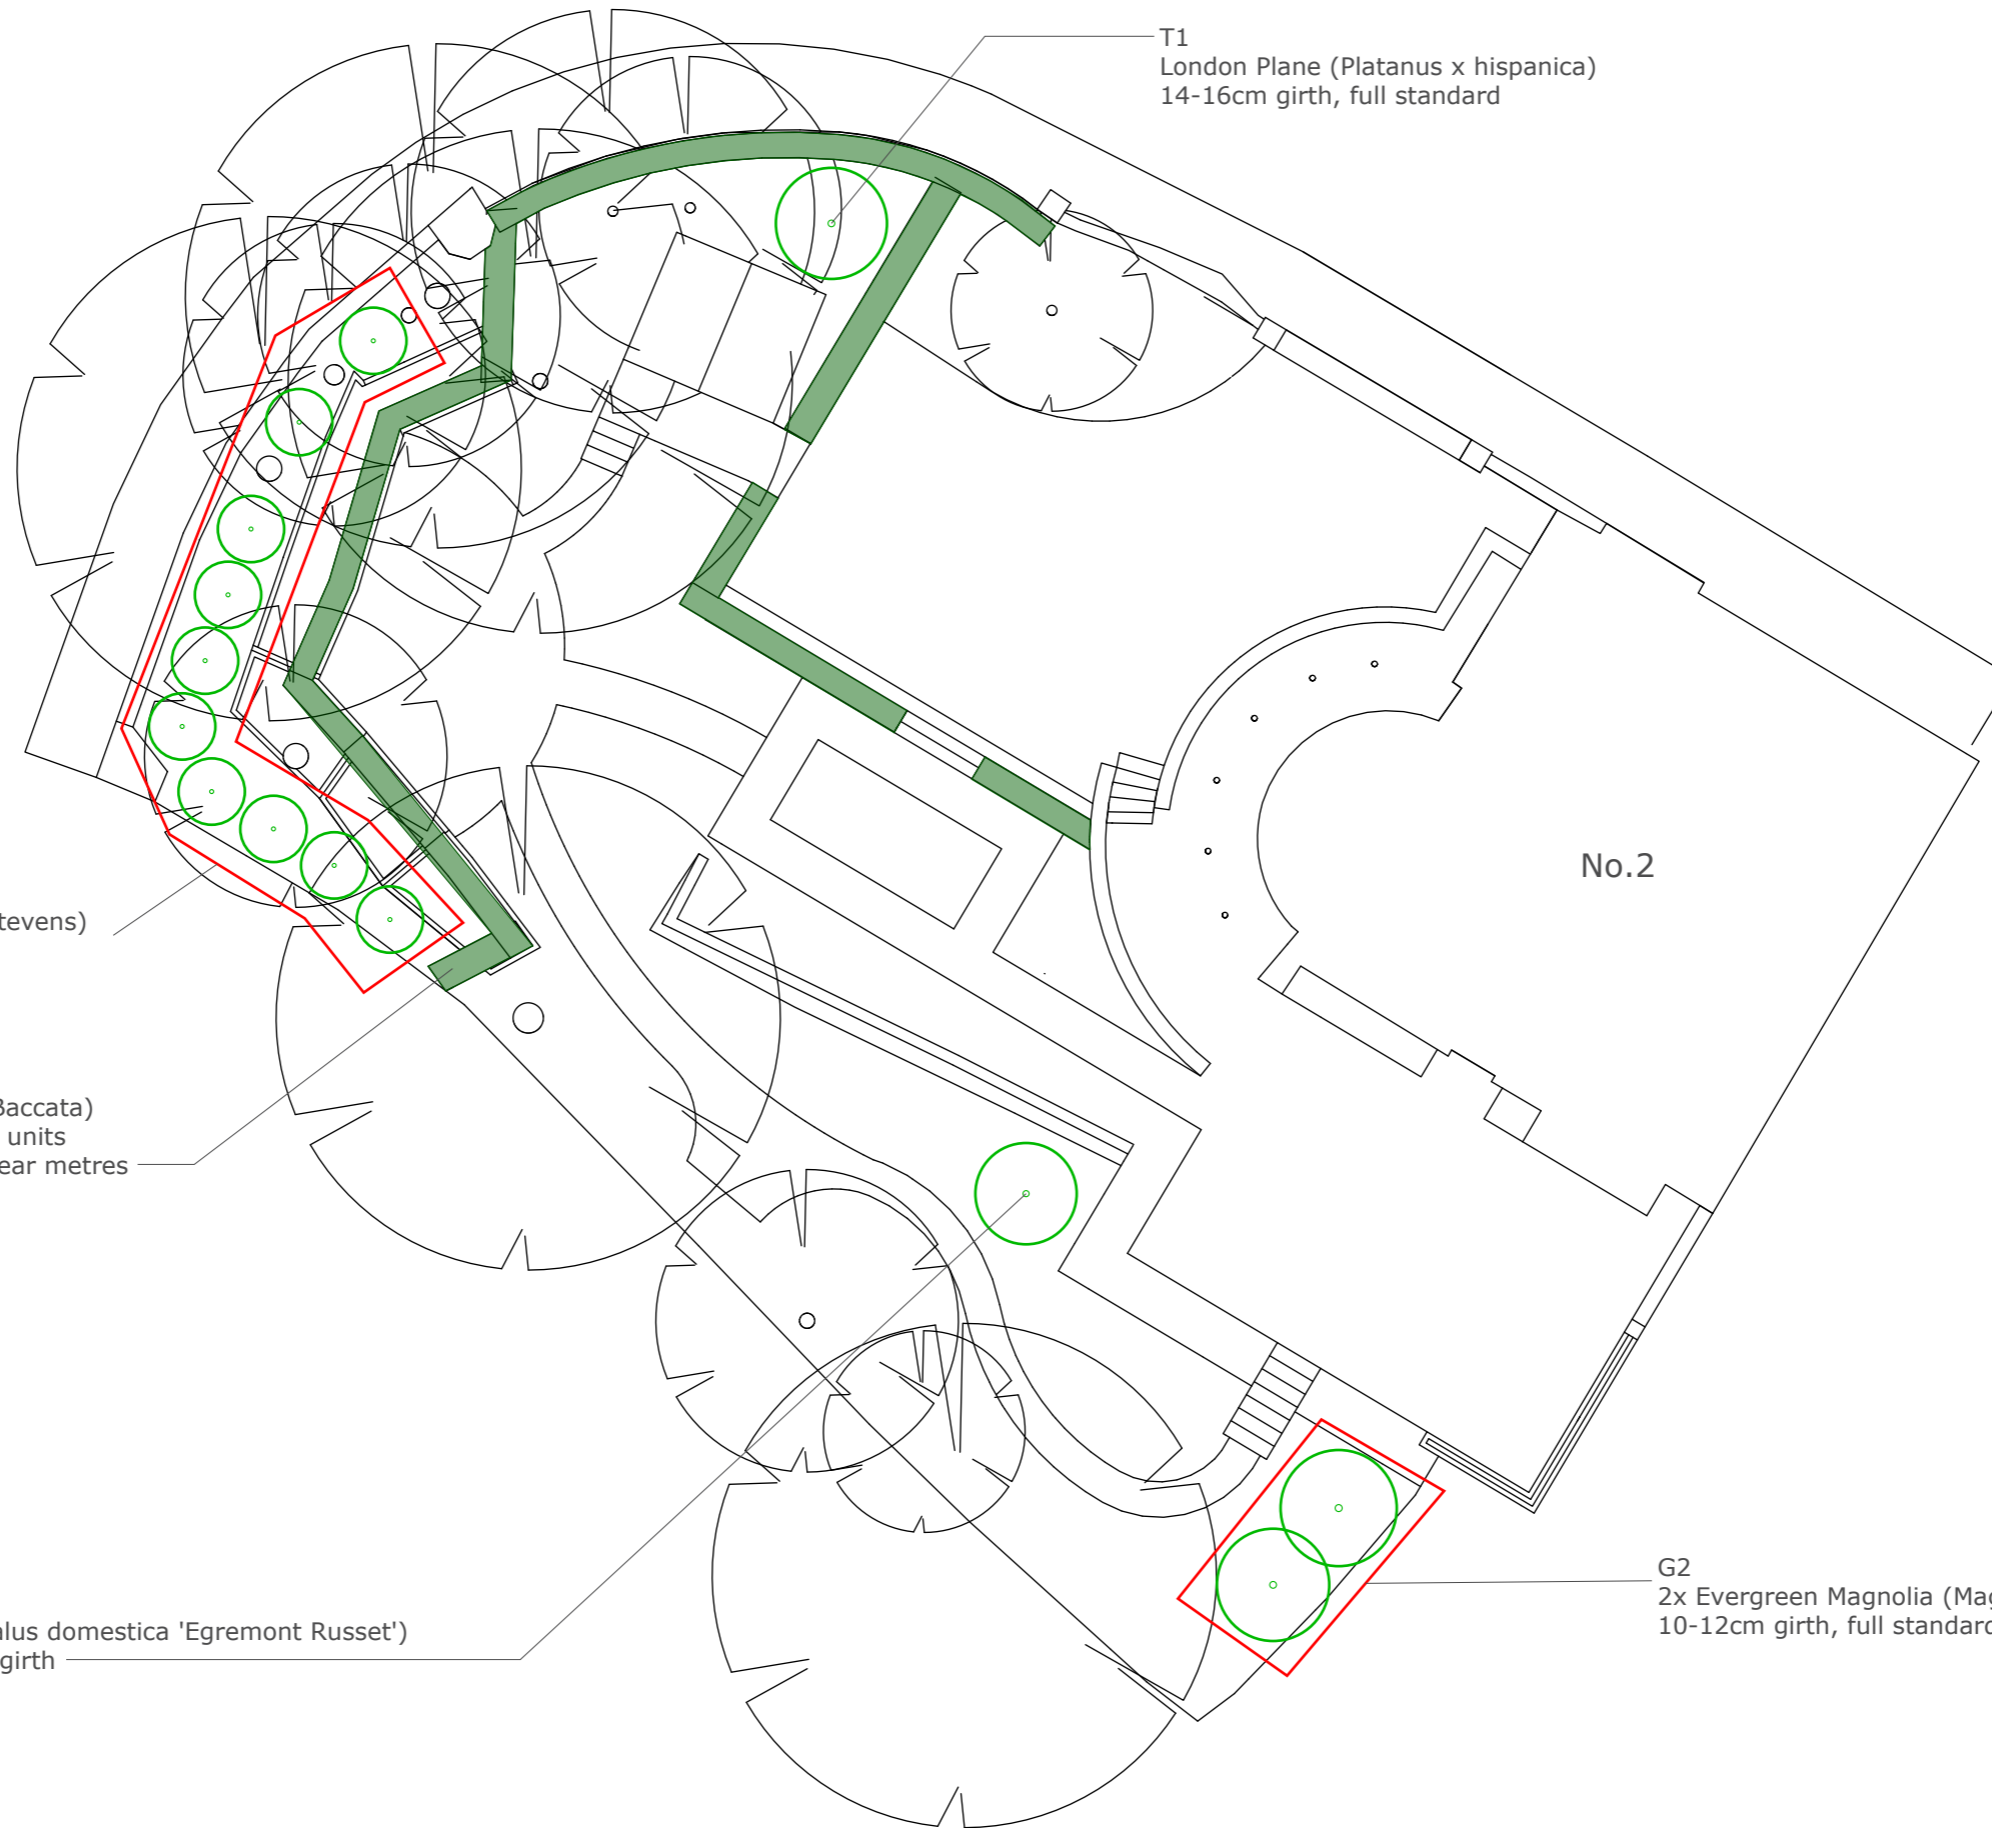 T1
London Plane (Platanus x hispanica)
14-16cm girth, full standard
No.2
tevens)
Baccata)
units
ear metres
G2
2x Evergreen Magnolia (Mag
10-12cm girth, full standard
alus domestica 'Egremont Russet')
girth